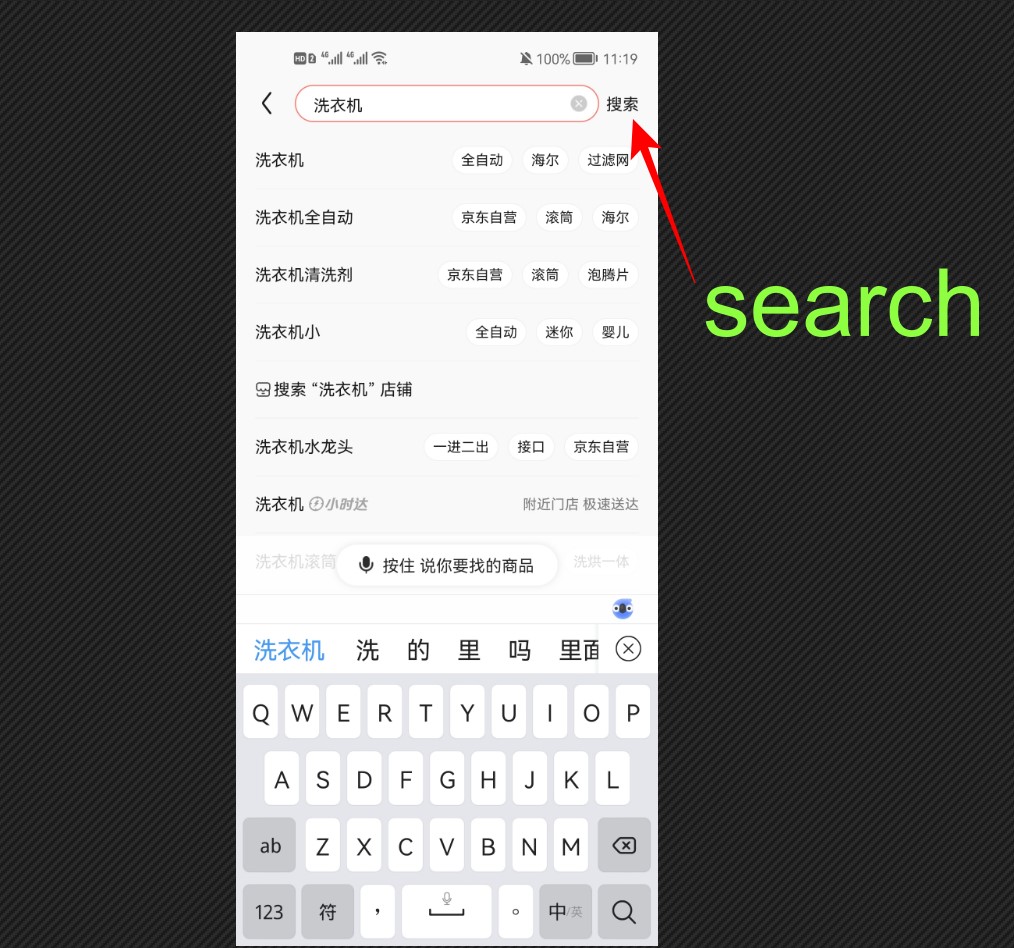 HD 2 4G 4G 100% 11:19
洗衣机 搜索
洗衣机 全自动 海尔 过滤网
洗衣机全自动 京东自营 滚筒 海尔
洗衣机清洗剂 京东自营 滚筒 泡腾片
search
洗衣机小 全自动 迷你 婴儿
搜索“洗衣机”店铺
洗衣机水龙头 一进二出 接口 京东自营
洗衣机 小时达 附近门店 极速送达
洗衣机滚筒 洗烘一体
按住 说你要找的商品
洗衣机 洗 的 里 吗 里面
Q W E R T Y U I O P
A S D F G H J K L
ab Z X C V B N M
123 符 ， 。 中/英